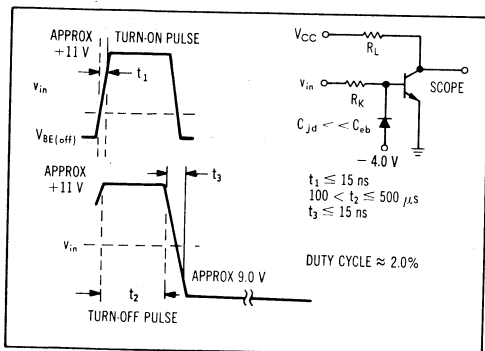 APPROX
+11 V
TURN-ON PULSE
t1
vin
VBE(off)
APPROX
+11 V
t3
vin
APPROX 9.0 V
t2
TURN-OFF PULSE
VCC
RL
SCOPE
vin
RK
Cjd << Ceb
– 4.0 V
t1 ≤ 15 ns
100 < t2 ≤ 500 μs
t3 ≤ 15 ns
DUTY CYCLE ≈ 2.0%